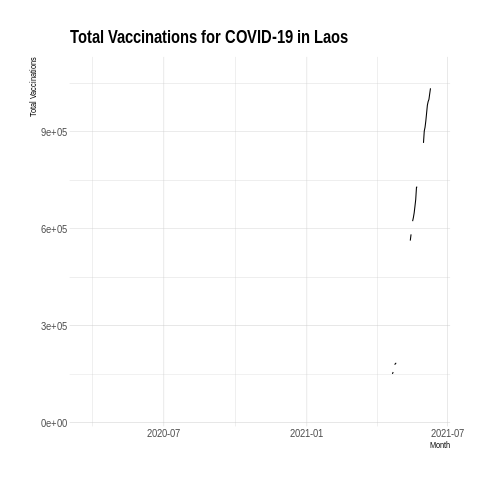 Total Vaccinations for COVID-19 in Laos
Total Vaccinations
9e+05
6e+05
3e+05
0e+00
2020-07
2021-01
2021-07
Month